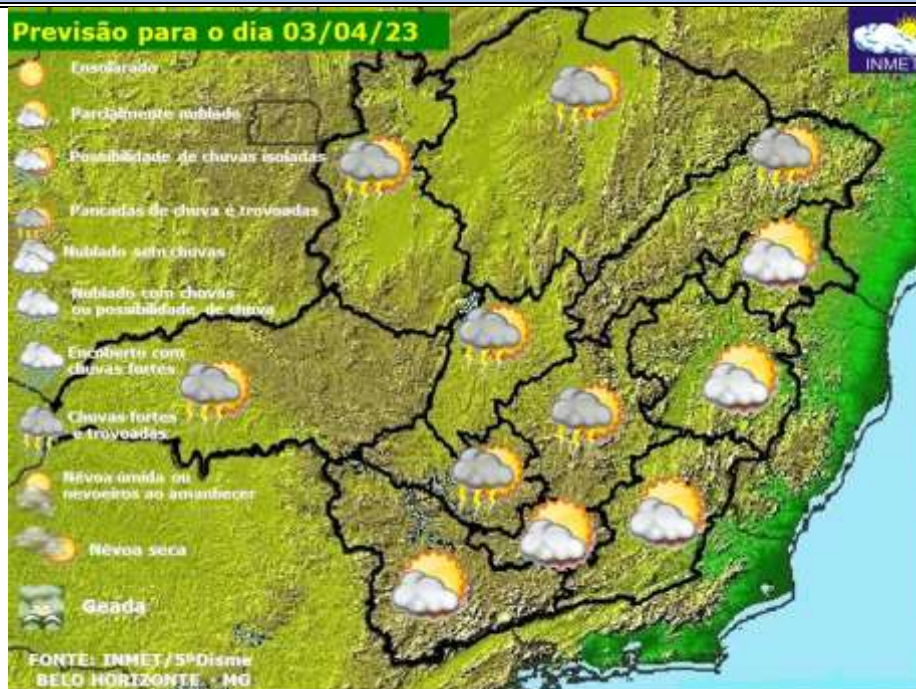 Previsão para o dia 03/04/23
INMET
Ensolarado
Parcialmente nublado
Possibilidade de chuvas isoladas
Pancadas de chuva e trovoadas
Nublado sem chuvas
Nublado com chuvas
ou possibilidade de chuva
Encoberto com
chuvas fortes
Chuvas fortes
e trovoadas
Névoa úmida ou
nevoeiros ao amanhecer
Névoa seca
Geada
FONTE: INMET/5ºDisme
BELO HORIZONTE - MG